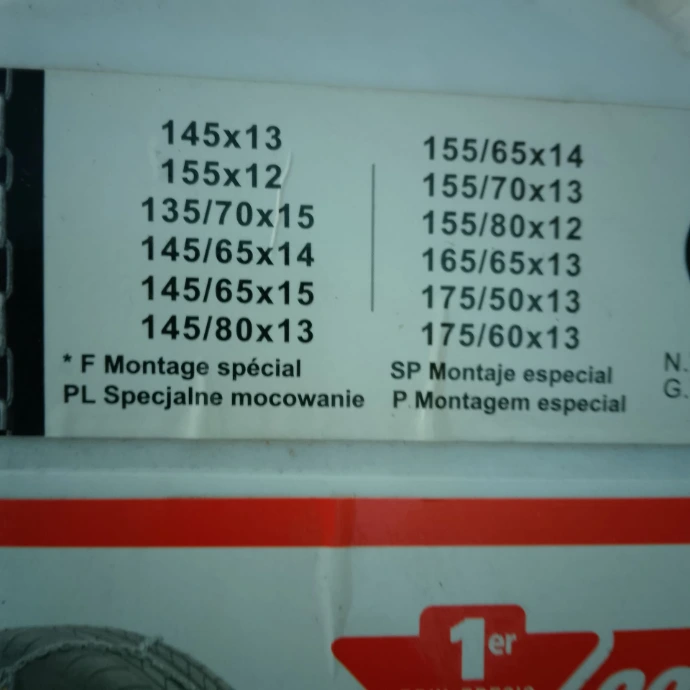 145x13
155x12
135/70x15
145/65x14
145/65x15
145/80x13
155/65x14
155/70x13
155/80x12
165/65x13
175/50x13
175/60x13
* F Montage spécial
PL Specjalne mocowanie
SP Montaje especial
P Montagem especial
N.
G.
1er